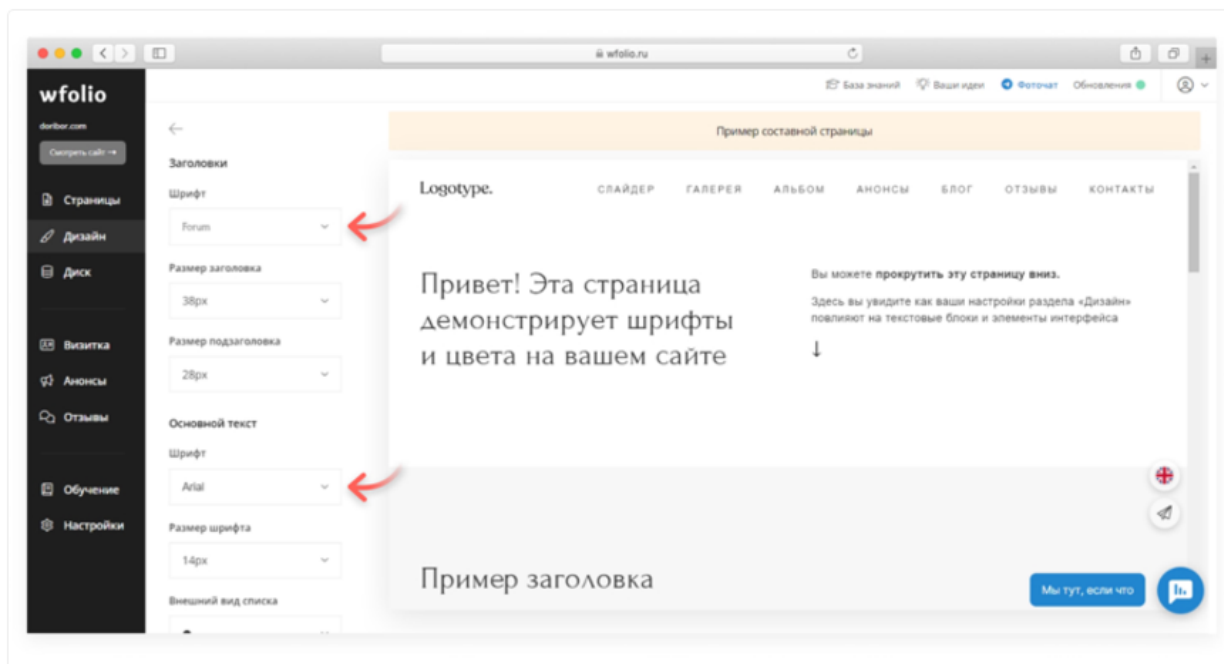 wfolio.ru
wfolio
База знаний
Ваши идеи
Фоточат
Обновления
doribor.com
Смотреть сайт →
Страницы
Дизайн
Диск
Визитка
Анонсы
Отзывы
Обучение
Настройки
Заголовки
Шрифт
Forum
Размер заголовка
38px
Размер подзаголовка
28px
Основной текст
Шрифт
Arial
Размер шрифта
14px
Внешний вид списка
Пример составной страницы
Logotype.
СЛАЙДЕР ГАЛЕРЕЯ АЛЬБОМ АНОНСЫ БЛОГ ОТЗЫВЫ КОНТАКТЫ
Привет! Эта страница
демонстрирует шрифты
и цвета на вашем сайте
Вы можете прокрутить эту страницу вниз.
Здесь вы увидите как ваши настройки раздела «Дизайн»
повлияют на текстовые блоки и элементы интерфейса
↓
Пример заголовка
Мы тут, если что